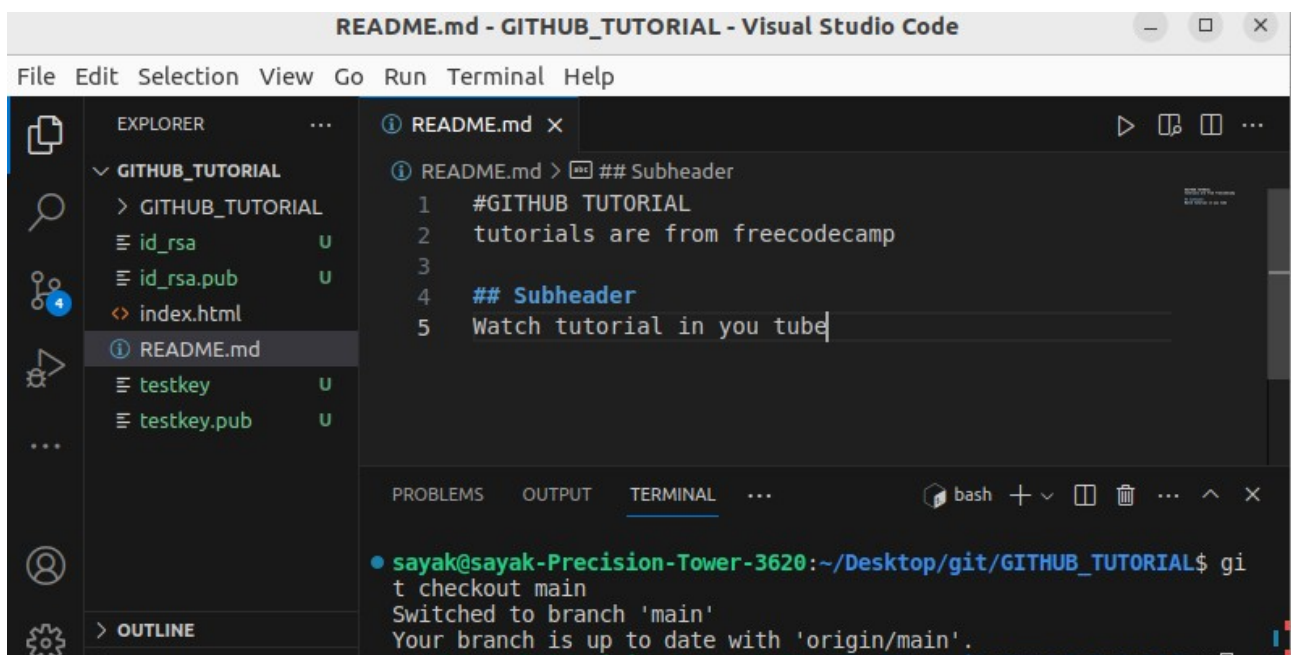 README.md - GITHUB_TUTORIAL - Visual Studio Code
File Edit Selection View Go Run Terminal Help
EXPLORER
GITHUB_TUTORIAL
GITHUB_TUTORIAL
id_rsa U
id_rsa.pub U
4
index.html
README.md
testkey U
testkey.pub U
OUTLINE
README.md
README.md > abc ## Subheader
1 #GITHUB TUTORIAL
2 tutorials are from freecodecamp
3
4 ## Subheader
5 Watch tutorial in you tube
PROBLEMS OUTPUT TERMINAL ... bash
sayak@sayak-Precision-Tower-3620:~/Desktop/git/GITHUB_TUTORIAL$ gi
t checkout main
Switched to branch 'main'
Your branch is up to date with 'origin/main'.